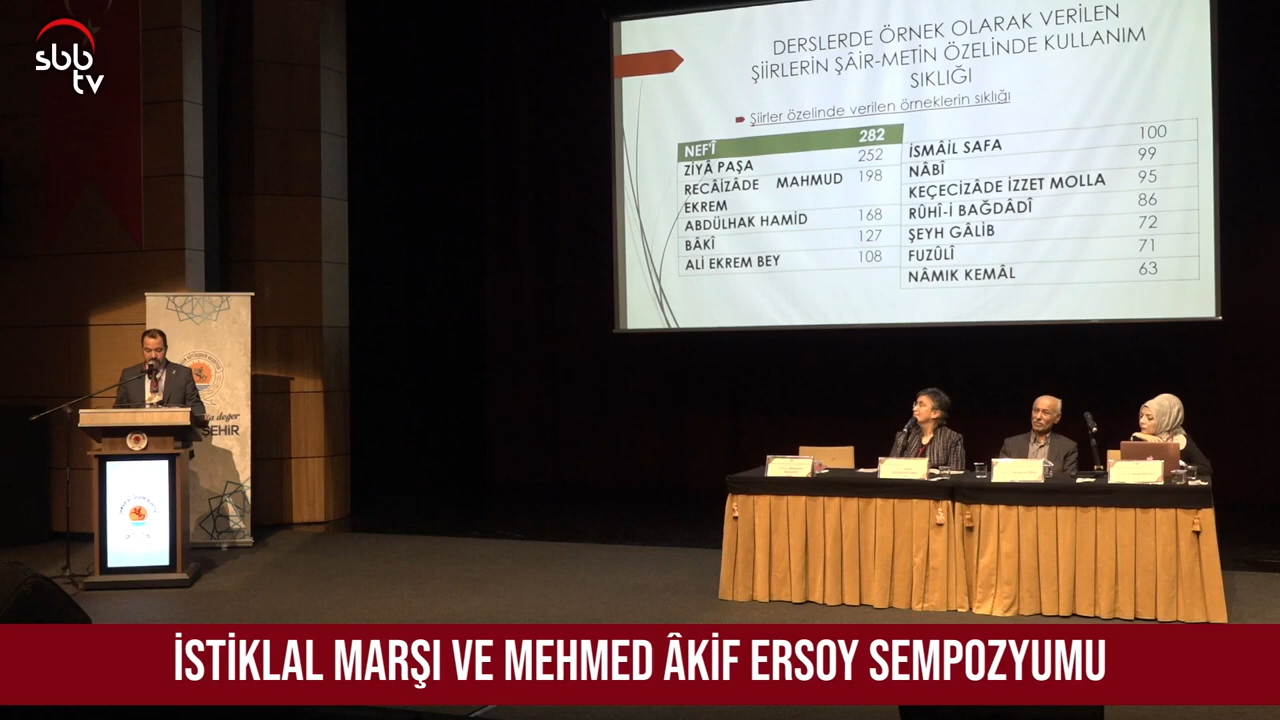 sbb
tv
DERSLERDE ÖRNEK OLARAK VERİLEN
ŞİİRLERİN ŞÂİR-METİN ÖZELİNDE KULLANIM
SIKLIĞI
Şiirler özelinde verilen örneklerin sıklığı
NEF'Î 282
ZİYÂ PAŞA 252
RECÂİZÂDE MAHMUD 198
EKREM
ABDÜLHAK HAMİD 168
BÂKÎ 127
ALİ EKREM BEY 108
İSMÂİL SAFA 100
NÂBÎ 99
KEÇECİZÂDE İZZET MOLLA 95
RÛHÎ-İ BAĞDÂDÎ 86
ŞEYH GÂLİB 72
FUZÛLÎ 71
NÂMIK KEMÂL 63
değer
ŞEHİR
İSTİKLAL MARŞI VE MEHMED ÂKİF ERSOY SEMPOZYUMU